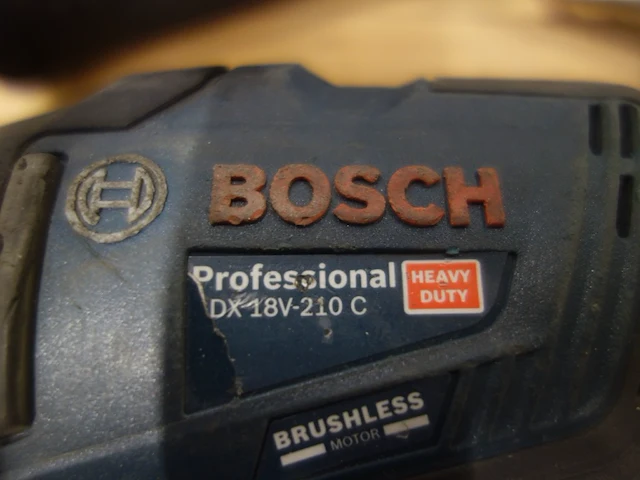 BOSCH
Professional
HEAVY
DUTY
DX 18V-210 C
BRUSHLESS
MOTOR